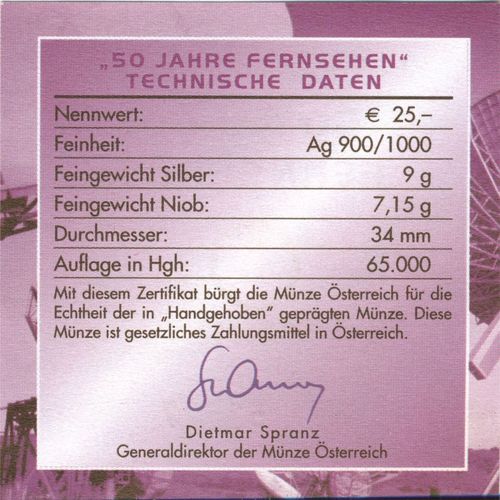 „50 JAHRE FERNSEHEN“
TECHNISCHE DATEN
Nennwert: € 25,–
Feinheit: Ag 900/1000
Feingewicht Silber: 9 g
Feingewicht Niob: 7,15 g
Durchmesser: 34 mm
Auflage in Hgh: 65.000
Mit diesem Zertifikat bürgt die Münze Österreich für die
Echtheit der in „Handgehoben“ geprägten Münze. Diese
Münze ist gesetzliches Zahlungsmittel in Österreich.
Dietmar Spranz
Generaldirektor der Münze Österreich